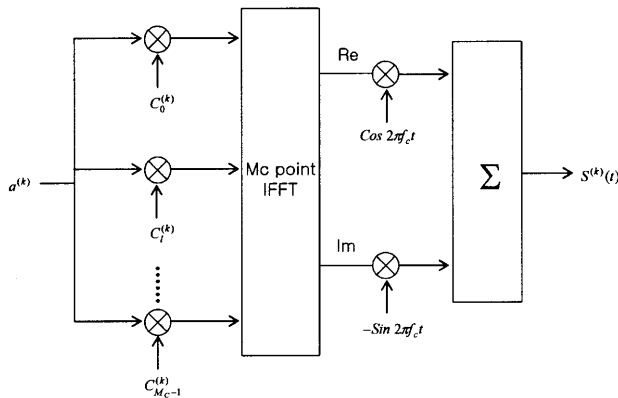 Re
C_0^{(k)}
Cos 2πf_c t
a^{(k)}
Mc point
IFFT
Σ
S^{(k)}(t)
C_l^{(k)}
Im
−Sin 2πf_c t
C_{M_C−1}^{(k)}